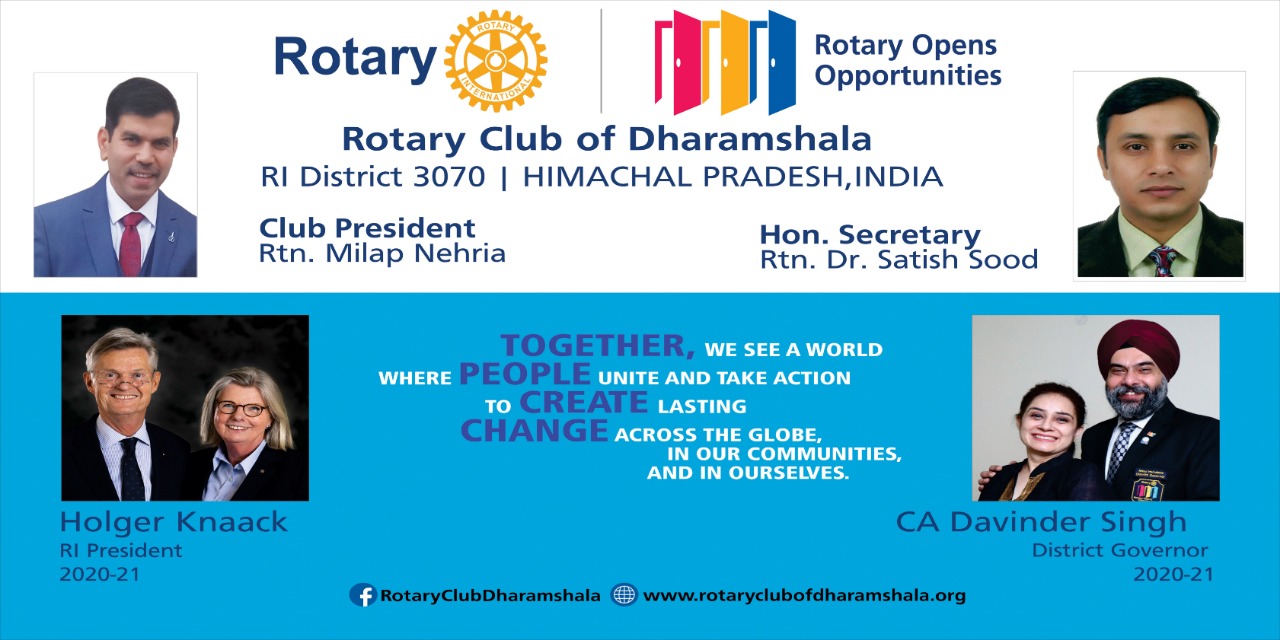 Rotary
ROTARY
INTERNATIONAL
Rotary Opens
Opportunities
Rotary Club of Dharamshala
RI District 3070 | HIMACHAL PRADESH,INDIA
Club President
Rtn. Milap Nehria
Hon. Secretary
Rtn. Dr. Satish Sood
TOGETHER, WE SEE A WORLD
WHERE PEOPLE UNITE AND TAKE ACTION
TO CREATE LASTING
CHANGE ACROSS THE GLOBE,
IN OUR COMMUNITIES,
AND IN OURSELVES.
Holger Knaack
RI President
2020-21
CA Davinder Singh
District Governor
2020-21
RotaryClubDharamshala
www.rotaryclubofdharamshala.org